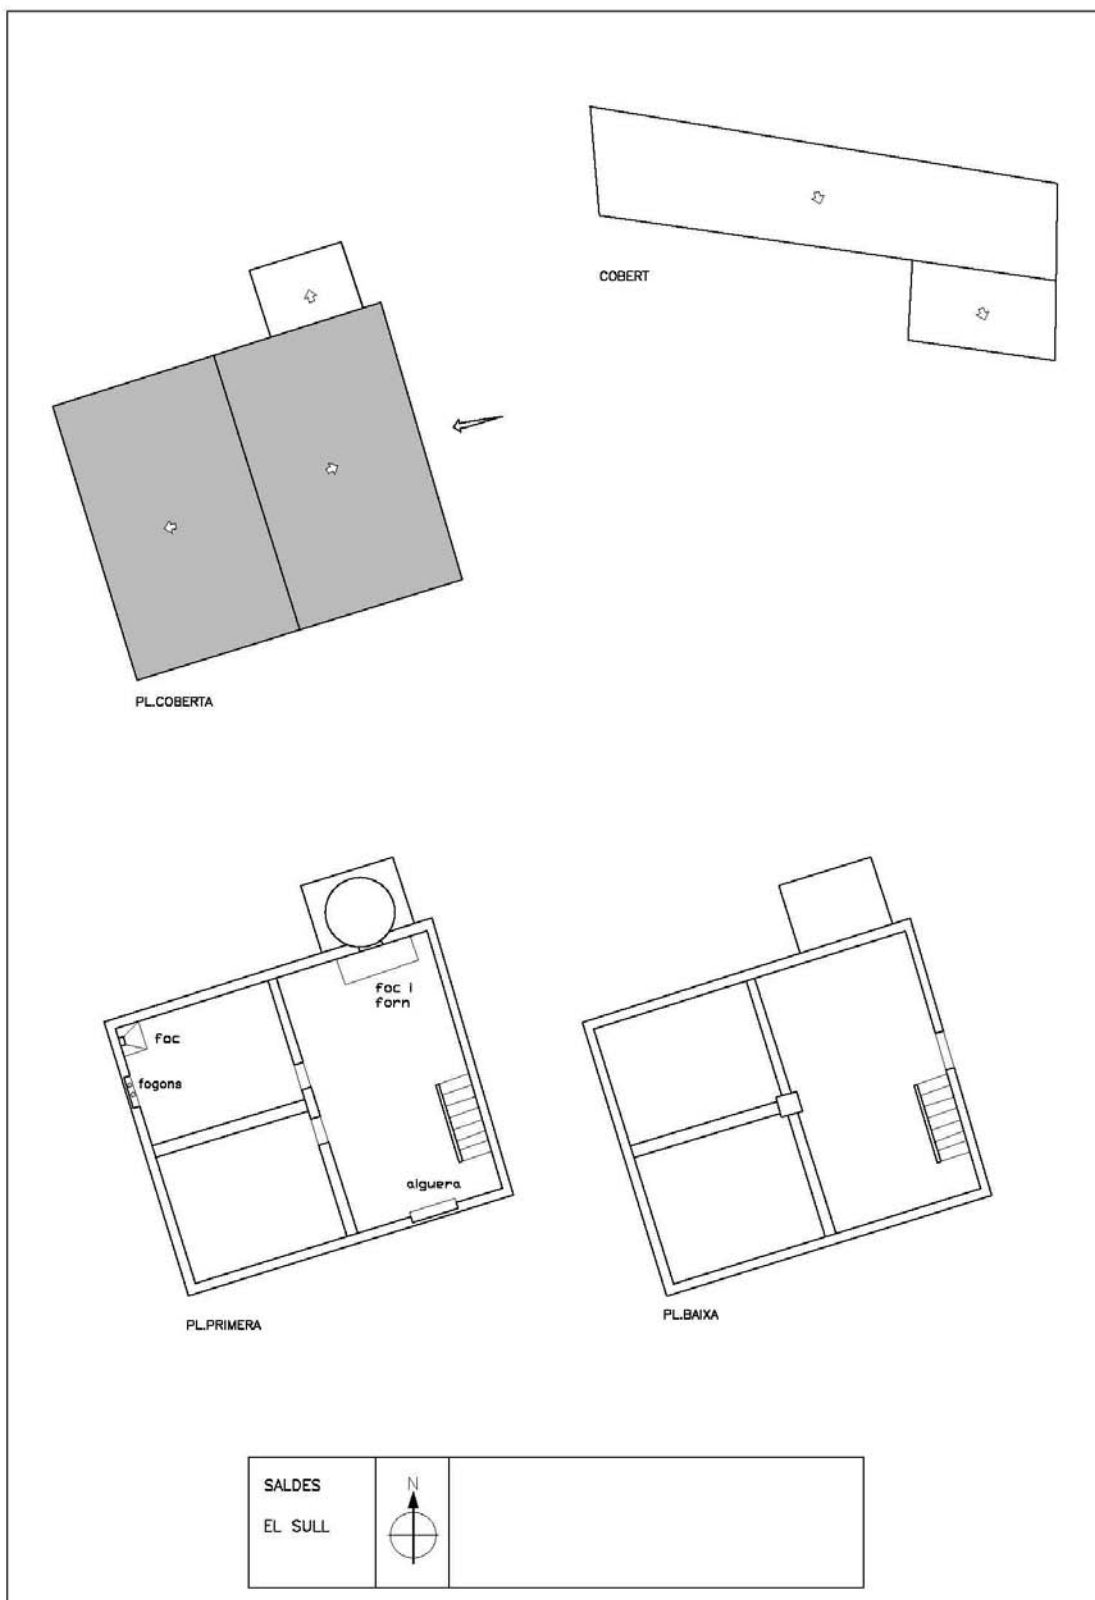 COBERT
PL.COBERTA
foc i
forn
foc
fogons
aiguera
PL.PRIMERA
PL.BAIXA
SALDES
EL SULL
N